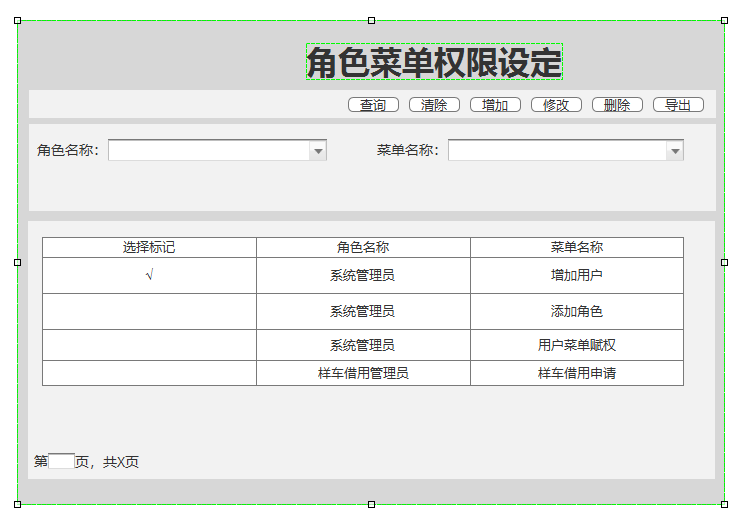 角色菜单权限设定
查询 清除 增加 修改 删除 导出
角色名称： 菜单名称：
选择标记 角色名称 菜单名称
√ 系统管理员 增加用户
系统管理员 添加角色
系统管理员 用户菜单赋权
样车借用管理员 样车借用申请
第 页，共X页